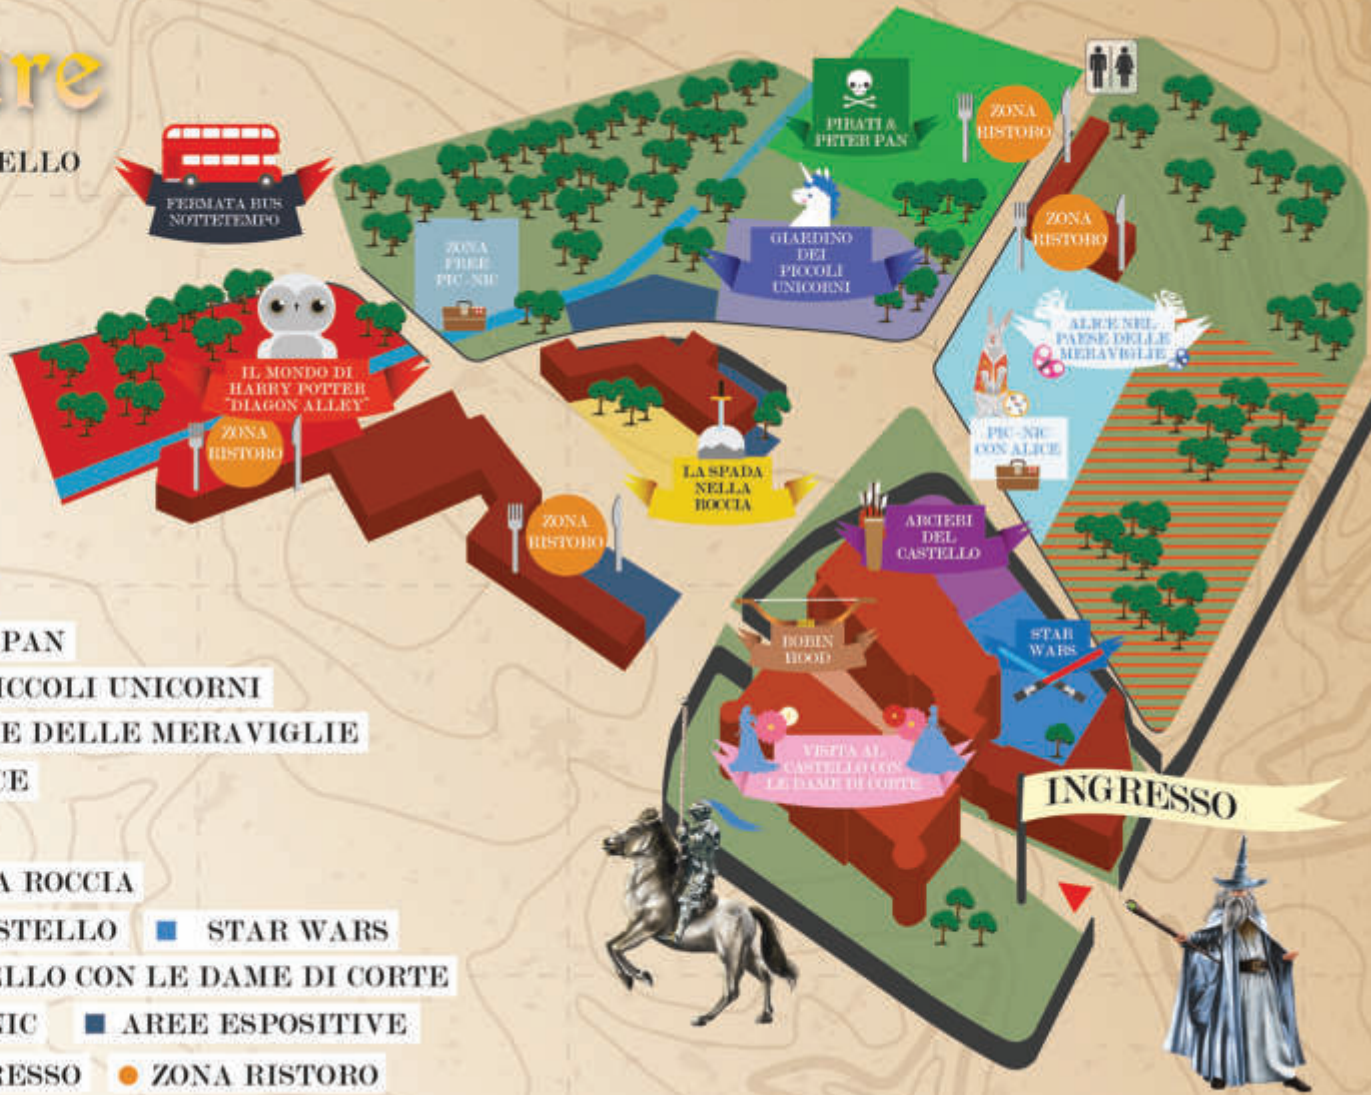 ire
ELLO
FERMATA BUS
NOTTETEMPO
PIRATI &
PETER PAN
ZONA
RISTORO
ZONA
RISTORO
ZONA
FREE
PIC-NIC
GIARDINO
DEI
PICCOLI
UNICORNI
ALICE NEL
PAESE DELLE
MERAVIGLIE
IL MONDO DI
HARRY POTTER
"DIAGON ALLEY"
ZONA
RISTORO
PIC-NIC
CON ALICE
LA SPADA
NELLA
ROCCIA
ZONA
RISTORO
ARCIERI
DEL
CASTELLO
ROBIN
HOOD
STAR
WARS
VISITA AL
CASTELLO CON
LE DAME DI CORTE
INGRESSO
PAN
ICCOLI UNICORNI
E DELLE MERAVIGLIE
CE
A ROCCIA
STELLO STAR WARS
ELLO CON LE DAME DI CORTE
NIC AREE ESPOSITIVE
RESSO ZONA RISTORO